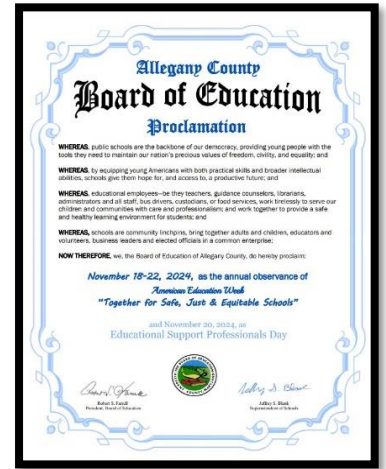 Allegany County
Board of Education
Proclamation
WHEREAS, public schools are the backbone of our democracy, providing young people with the
tools they need to maintain our nation's precious values of freedom, civility, and equality; and
WHEREAS, by equipping young Americans with both practical skills and broader intellectual
abilities, schools give them hope for, and access to, a productive future; and
WHEREAS, educational employees—be they teachers, guidance counselors, librarians,
administrators and all staff, bus drivers, custodians, or food services, work tirelessly to serve our
children and communities with care and professionalism; and work together to provide a safe
and healthy learning environment for students; and
WHEREAS, schools are community linchpins, bring together adults and children, educators and
volunteers, business leaders and elected officials in a common enterprise;
NOW THEREFORE, we, the Board of Education of Allegany County, do hereby proclaim:
November 18-22, 2024, as the annual observance of
American Education Week
"Together for Safe, Just & Equitable Schools"
and November 20, 2024, as
Educational Support Professionals Day
Robert S. Farrell
President, Board of Education
Jeffrey S. Blank
Superintendent of Schools